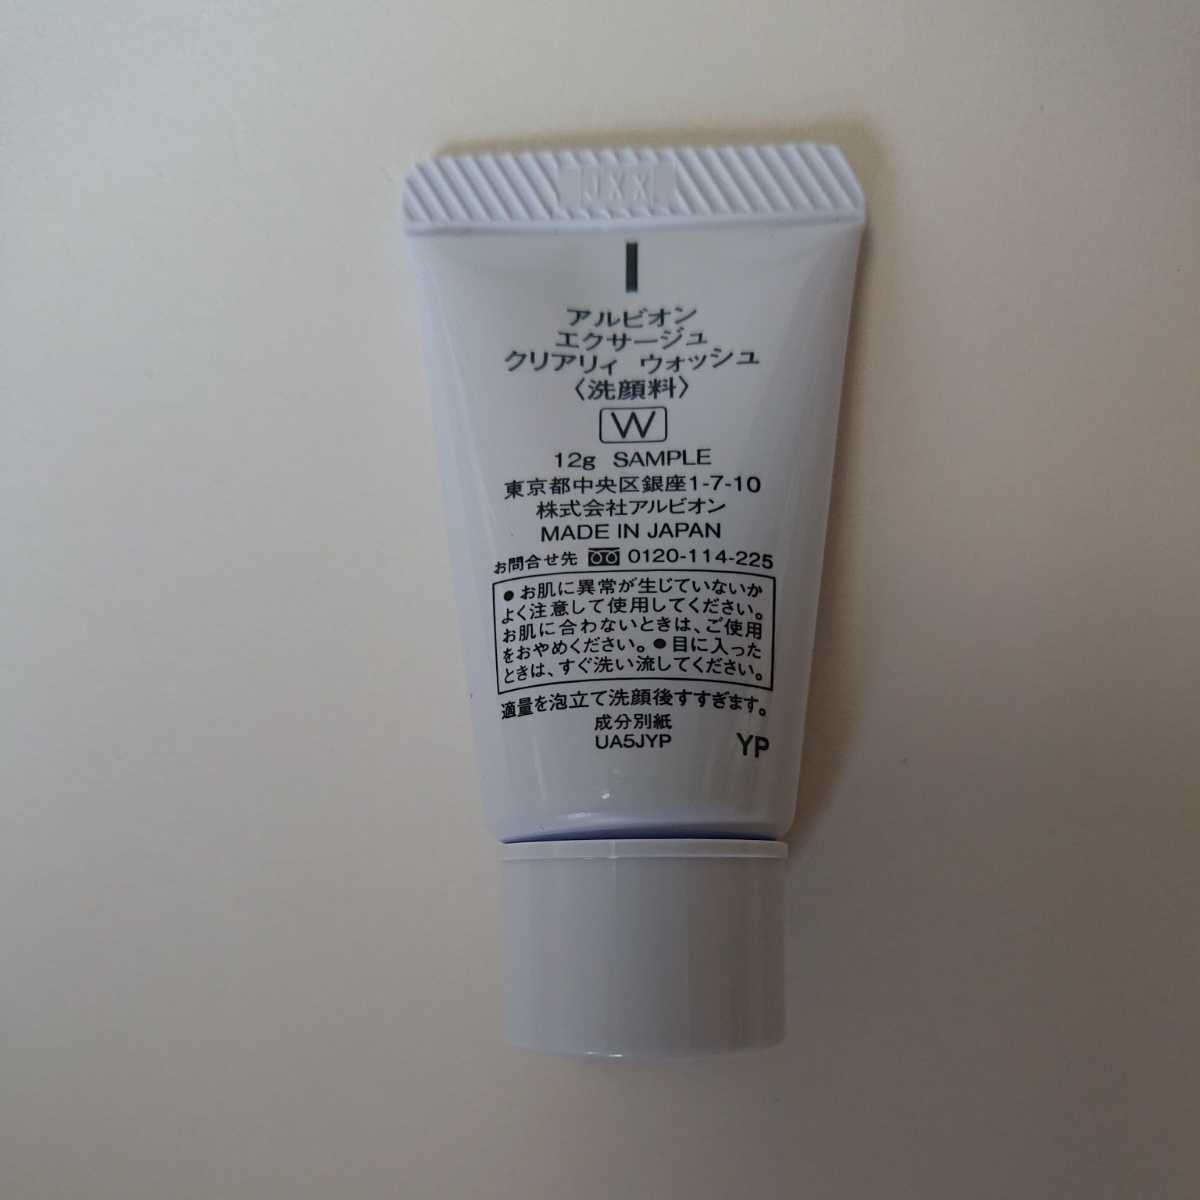 JXX
アルビオン
エクサージュ
クリアリィ ウォッシュ
〈洗顔料〉
W
12g SAMPLE
東京都中央区銀座1-7-10
株式会社アルビオン
MADE IN JAPAN
お問合せ先 0120-114-225
●お肌に異常が生じていないか
よく注意して使用してください。
お肌に合わないときは、ご使用
をおやめください。●目に入った
ときは、すぐ洗い流してください。
適量を泡立て洗顔後すすぎます。
成分別紙
UA5JYP
YP